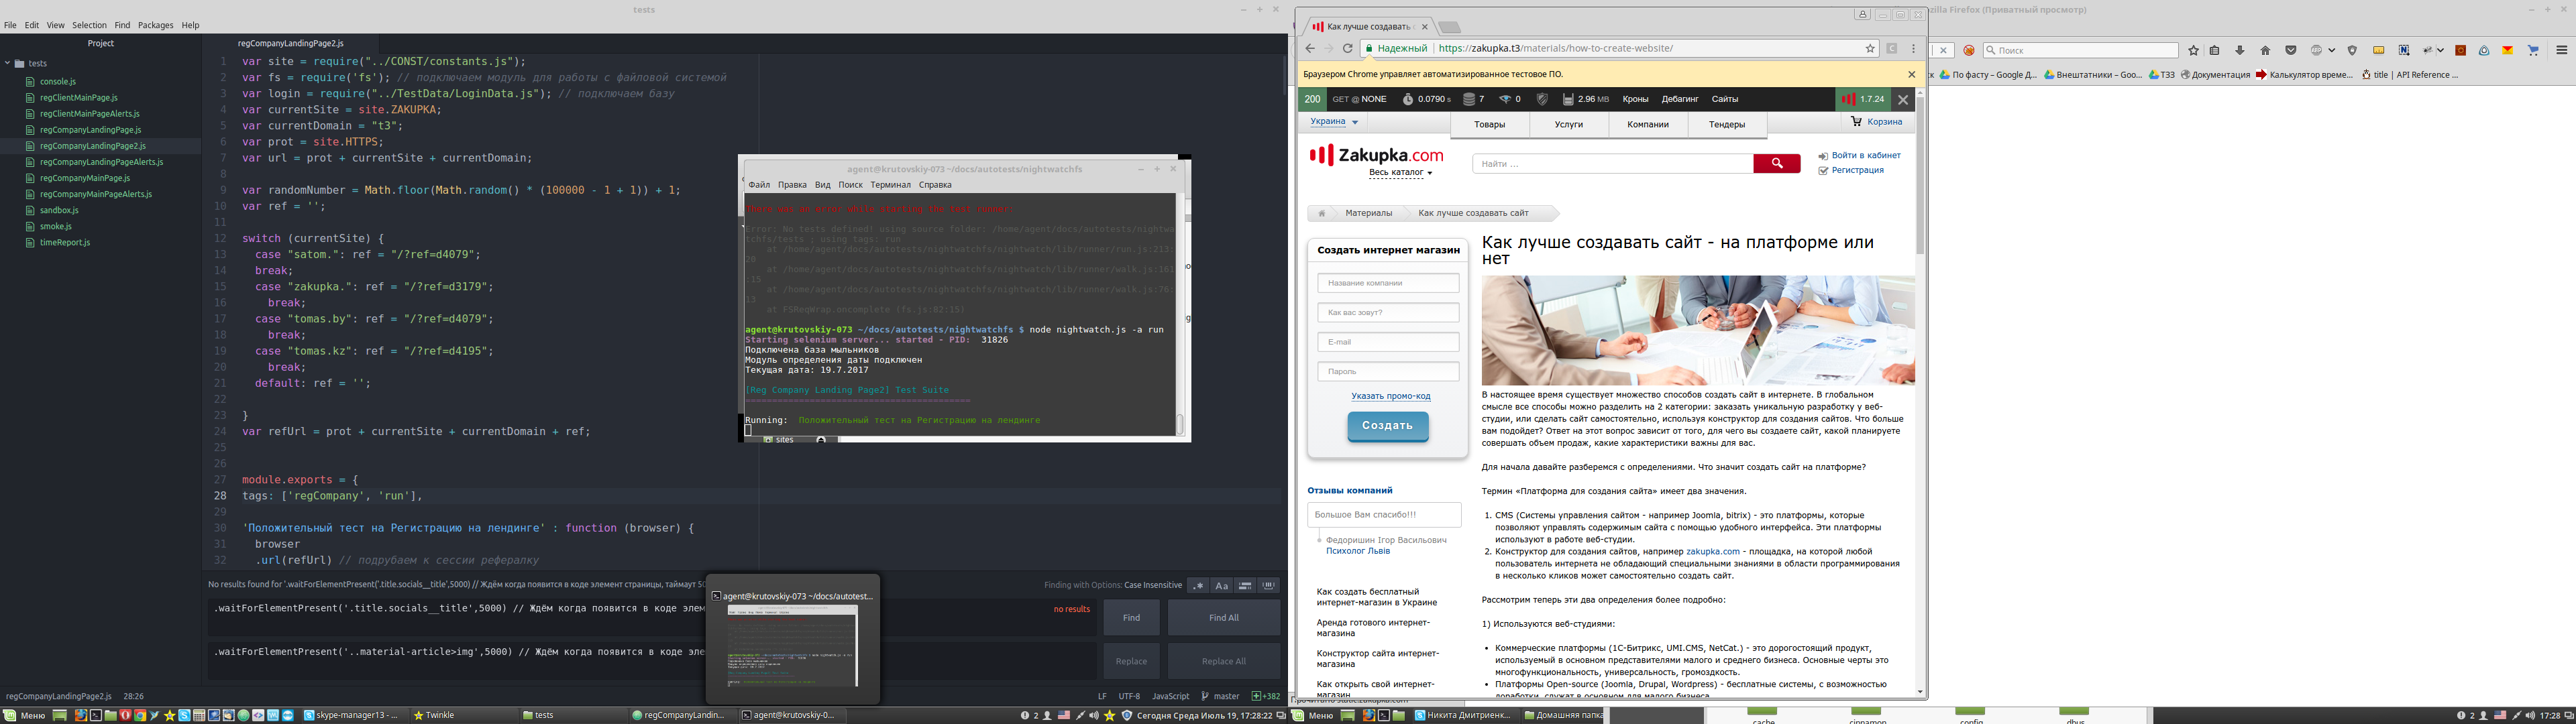 tests
File Edit View Selection Find Packages Help
Project
tests
console.js
regClientMainPage.js
regClientMainPageAlerts.js
regCompanyLandingPage.js
regCompanyLandingPage2.js
regCompanyLandingPageAlerts.js
regCompanyMainPage.js
regCompanyMainPageAlerts.js
sandbox.js
smoke.js
timeReport.js
regCompanyLandingPage2.js
1 var site = require("../CONST/constants.js");
2 var fs = require('fs'); // подключаем модуль для работы с файловой системой
3 var login = require("../TestData/LoginData.js"); // подключаем базу
4 var currentSite = site.ZAKUPKA;
5 var currentDomain = "t3";
6 var prot = site.HTTPS;
7 var url = prot + currentSite + currentDomain;
8
9 var randomNumber = Math.floor(Math.random() * (100000 - 1 + 1)) + 1;
10 var ref = '';
11
12 switch (currentSite) {
13 case "satom.": ref = "/?ref=d4079";
14 break;
15 case "zakupka.": ref = "/?ref=d3179";
16 break;
17 case "tomas.by": ref = "/?ref=d4079";
18 break;
19 case "tomas.kz": ref = "/?ref=d4195";
20 break;
21 default: ref = '';
22
23 }
24 var refUrl = prot + currentSite + currentDomain + ref;
25
26
27 module.exports = {
28 tags: ['regCompany', 'run'],
29
30 'Положительный тест на Регистрацию на лендинге' : function (browser) {
31 browser
32 .url(refUrl) // подрубаем к сессии рефералку
No results found for '.waitForElementPresent('.title.socials__title',5000) // Ждём когда появится в коде элемент страницы, таймаут 50
Finding with Options: Case Insensitive
.waitForElementPresent('.title.socials__title',5000) // Ждём когда появится в коде элем
no results
Find
Find All
.waitForElementPresent('..material-article>img',5000) // Ждём когда появится в коде эле
Replace
Replace All
regCompanyLandingPage2.js 28:26
LF UTF-8 JavaScript master +382
agent@krutovskiy-073 ~/docs/autotests/nightwatchfs
Файл Правка Вид Поиск Терминал Справка
Error: No tests defined! using source folder: /home/agent/docs/autotests/nightwa
tchfs/tests ; using tags: run
at /home/agent/docs/autotests/nightwatchfs/nightwatch/lib/runner/run.js:213:
20
at /home/agent/docs/autotests/nightwatchfs/nightwatch/lib/runner/walk.js:161
:15
at /home/agent/docs/autotests/nightwatchfs/nightwatch/lib/runner/walk.js:76:
13
at FSReqWrap.oncomplete (fs.js:82:15)
agent@krutovskiy-073 ~/docs/autotests/nightwatchfs $ node nightwatch.js -a run
Starting selenium server... started - PID: 31826
Подключена база мыльников
Модуль определения даты подключен
Текущая дата: 19.7.2017
[Reg Company Landing Page2] Test Suite
======================================
Running: Положительный тест на Регистрацию на лендинге
sites
agent@krutovskiy-073 ~/docs/autotest...
Меню
skype-manager13 - ...
Twinkle
tests
regCompanyLandin...
agent@krutovskiy-0...
2
Сегодня Среда Июль 19, 17:28:22
Как лучше создавать с
Надежный https://zakupka.t3/materials/how-to-create-website/
Браузером Chrome управляет автоматизированное тестовое ПО.
200 GET @ NONE 0.0790 s 7 0 2.96 MB Кроны Дебагинг Сайты 1.7.24
Украина
Товары Услуги Компании Тендеры
Корзина
Zakupka.com
Весь каталог
Найти ...
Войти в кабинет
Регистрация
Материалы Как лучше создавать сайт
Создать интернет магазин
Название компании
Как вас зовут?
E-mail
Пароль
Указать промо-код
Создать
Отзывы компаний
Большое Вам спасибо!!!
Федоришин Ігор Васильович
Психолог Львів
Как создать бесплатный
интернет-магазин в Украине
Аренда готового интернет-
магазина
Конструктор сайта интернет-
магазина
Как открыть свой интернет-
магазин
Как лучше создавать сайт - на платформе или
нет
В настоящее время существует множество способов создать сайт в интернете. В глобальном
смысле все способы можно разделить на 2 категории: заказать уникальную разработку у веб-
студии, или сделать сайт самостоятельно, используя конструктор для создания сайтов. Что больше
вам подойдет? Ответ на этот вопрос зависит от того, для чего вы создаете сайт, какой планируете
совершать объем продаж, какие характеристики важны для вас.
Для начала давайте разберемся с определениями. Что значит создать сайт на платформе?
Термин «Платформа для создания сайта» имеет два значения.
1. CMS (Системы управления сайтом - например Joomla, bitrix) - это платформы, которые
позволяют управлять содержимым сайта с помощью удобного интерфейса. Эти платформы
используют в работе веб-студии.
2. Конструктор для создания сайтов, например zakupka.com - площадка, на которой любой
пользователь интернета не обладающий специальными знаниями в области программирования
в несколько кликов может самостоятельно создать сайт.
Рассмотрим теперь эти два определения более подробно:
1) Используются веб-студиями:
• Коммерческие платформы (1С-Битрикс, UMI.CMS, NetCat.) - это дорогостоящий продукт,
используемый в основном представителями малого и среднего бизнеса. Основные черты это
многофункциональность, универсальность, громоздкость.
• Платформы Open-source (Joomla, Drupal, Wordpress) - бесплатные системы, с возможностью
доработки, служат в основном для малого бизнеса.
zilla Firefox (Приватный просмотр)
Поиск
По фасту – Google Д...
Внештатники – Goo...
ТЗЗ
Документация
Калькулятор време...
title | API Reference ...
Меню
Никита Дмитриенк...
Домашняя папка
cache cinnamon config dbus
2
17:28